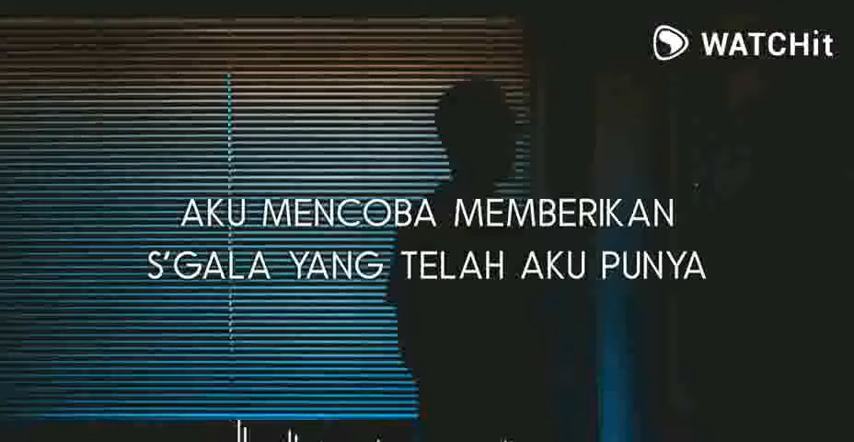 WATCHit
AKU MENCOBA MEMBERIKAN
S'GALA YANG TELAH AKU PUNYA